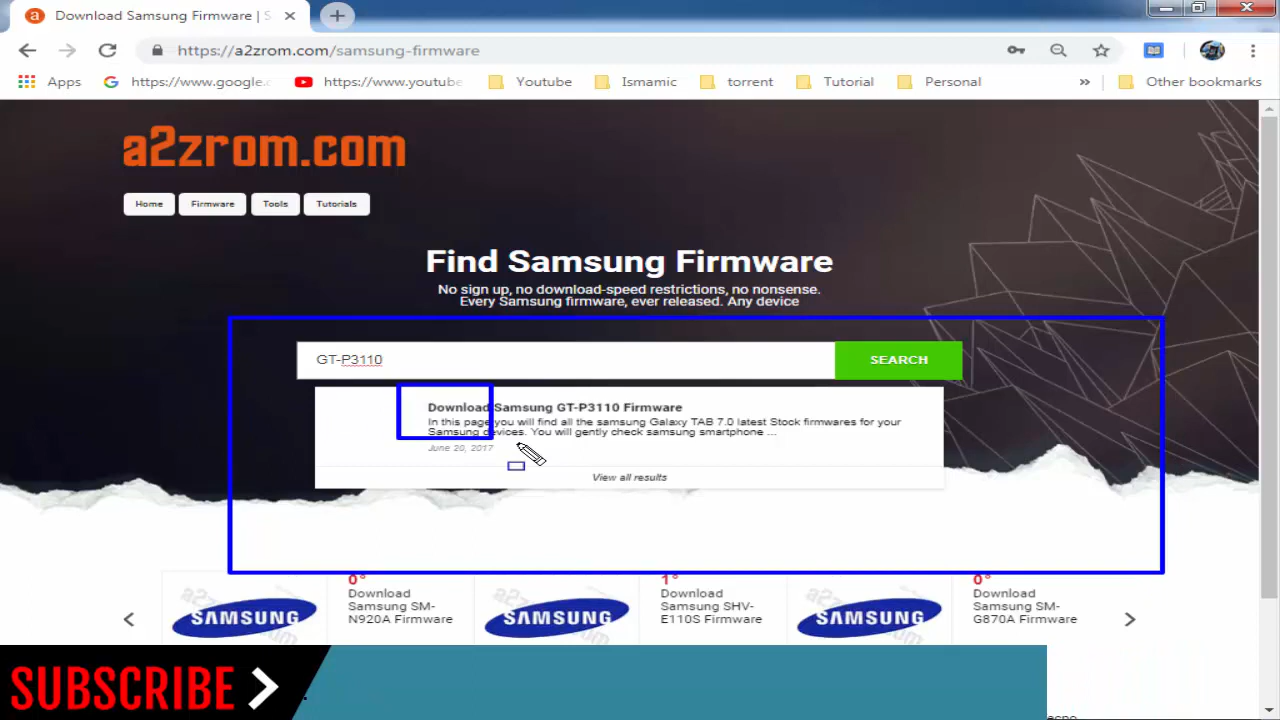 Download Samsung Firmware | S
https://a2zrom.com/samsung-firmware
Apps
https://www.google.c
https://www.youtube
Youtube
Ismamic
torrent
Tutorial
Personal
»
Other bookmarks
a2zrom.com
Home
Firmware
Tools
Tutorials
Find Samsung Firmware
No sign up, no download-speed restrictions, no nonsense.
Every Samsung firmware, ever released. Any device
GT-P3110
SEARCH
Download Samsung GT-P3110 Firmware
In this page you will find all the samsung Galaxy TAB 7.0 latest Stock firmwares for your
Samsung devices. You will gently check samsung smartphone ...
June 20, 2017
View all results
SAMSUNG
0°
Download
Samsung SM-
N920A Firmware
SAMSUNG
1°
Download
Samsung SHV-
E110S Firmware
SAMSUNG
0°
Download
Samsung SM-
G870A Firmware
SUBSCRIBE